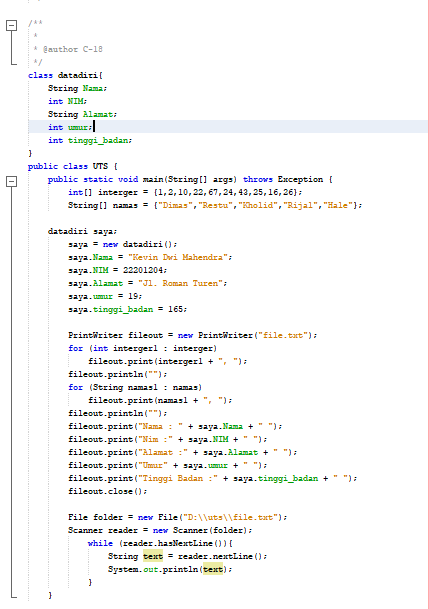 /**
 *
 * @author C-13
 */
class datadiri{
    String Nama;
    int NIM;
    String Alamat;
    int umur;
    int tinggi_badan;
}
public class UTS {
    public static void main(String[] args) throws Exception {
        int[] interger = {1,2,10,22,67,24,43,25,16,26};
        String[] namas = {"Dimas","Restu","Kholid","Rijal","Hale"};

    datadiri saya;
        saya = new datadiri();
        saya.Nama = "Kevin Dwi Mahendra";
        saya.NIM = 22201204;
        saya.Alamat = "Jl. Roman Turen";
        saya.umur = 19;
        saya.tinggi_badan = 165;

        PrintWriter fileout = new PrintWriter("file.txt");
        for (int interger1 : interger)
            fileout.print(interger1 + ", ");
        fileout.println("");
        for (String namas1 : namas)
            fileout.print(namas1 + ", ");
        fileout.println("");
        fileout.print("Nama : " + saya.Nama + " ");
        fileout.print("Nim :" + saya.NIM + " ");
        fileout.print("Alamat :" + saya.Alamat + " ");
        fileout.print("Umur" + saya.umur + " ");
        fileout.print("Tinggi Badan :" + saya.tinggi_badan + " ");
        fileout.close();

        File folder = new File("D:\\uts\\file.txt");
        Scanner reader = new Scanner(folder);
            while (reader.hasNextLine()){
                String text = reader.nextLine();
                System.out.println(text);
            }
    }